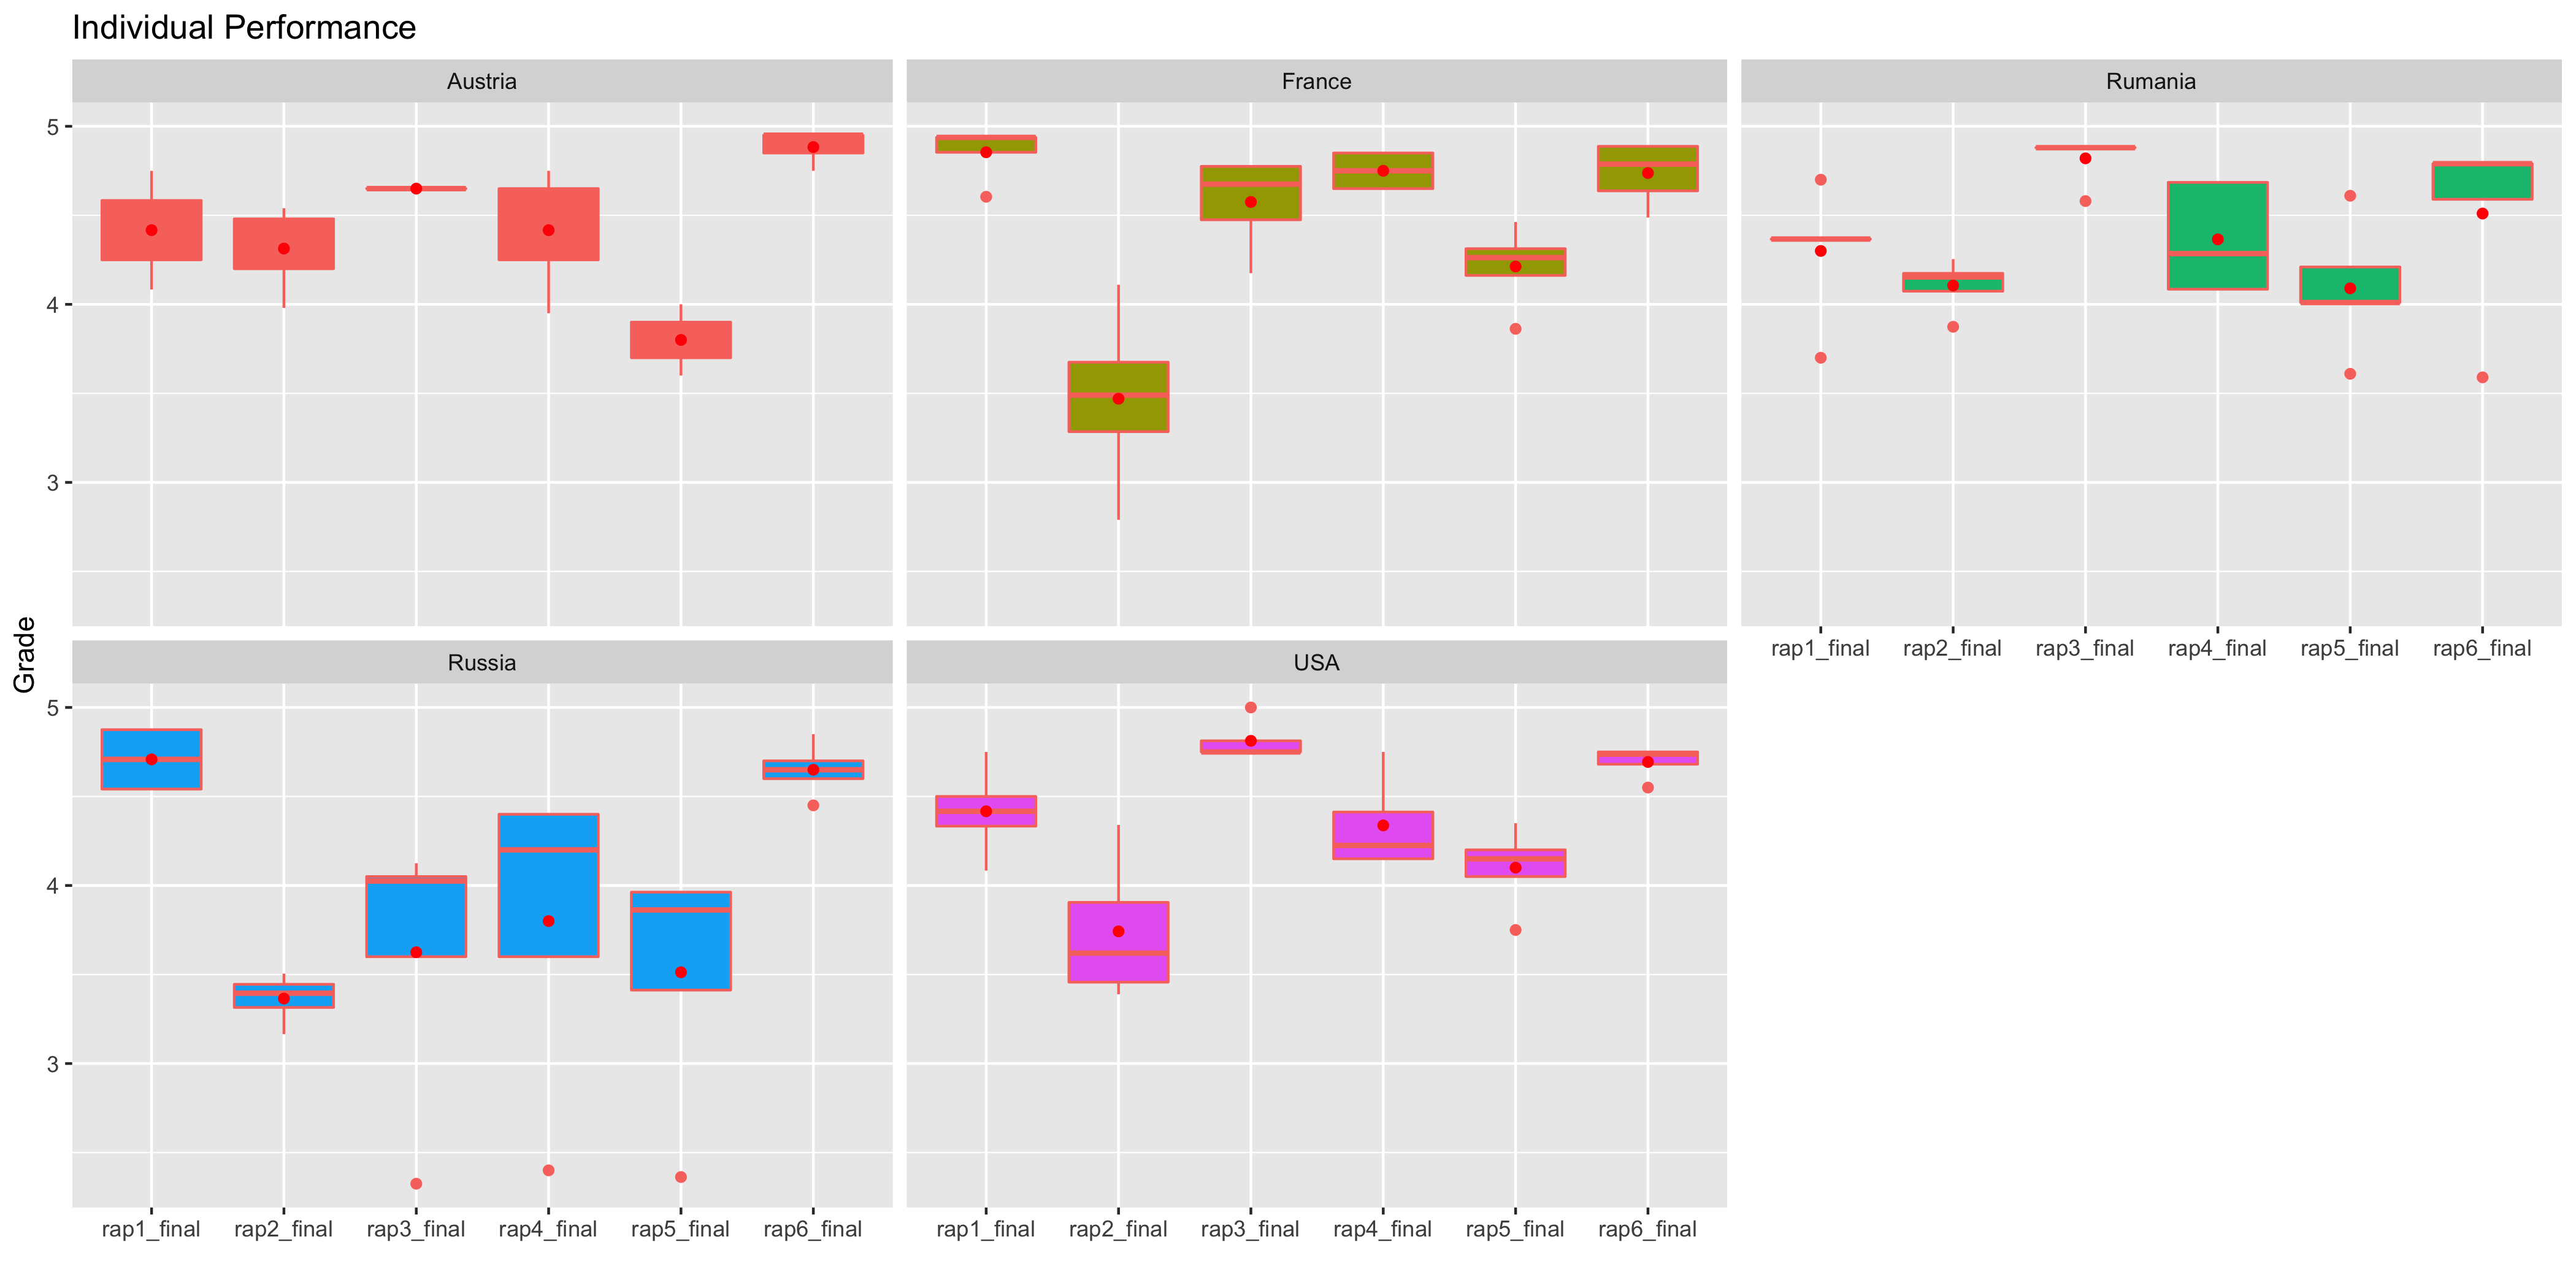 Individual Performance
Austria
France
Rumania
5
4
3
rap1_final rap2_final rap3_final rap4_final rap5_final rap6_final
Grade
Russia
USA
5
4
3
rap1_final rap2_final rap3_final rap4_final rap5_final rap6_final
rap1_final rap2_final rap3_final rap4_final rap5_final rap6_final